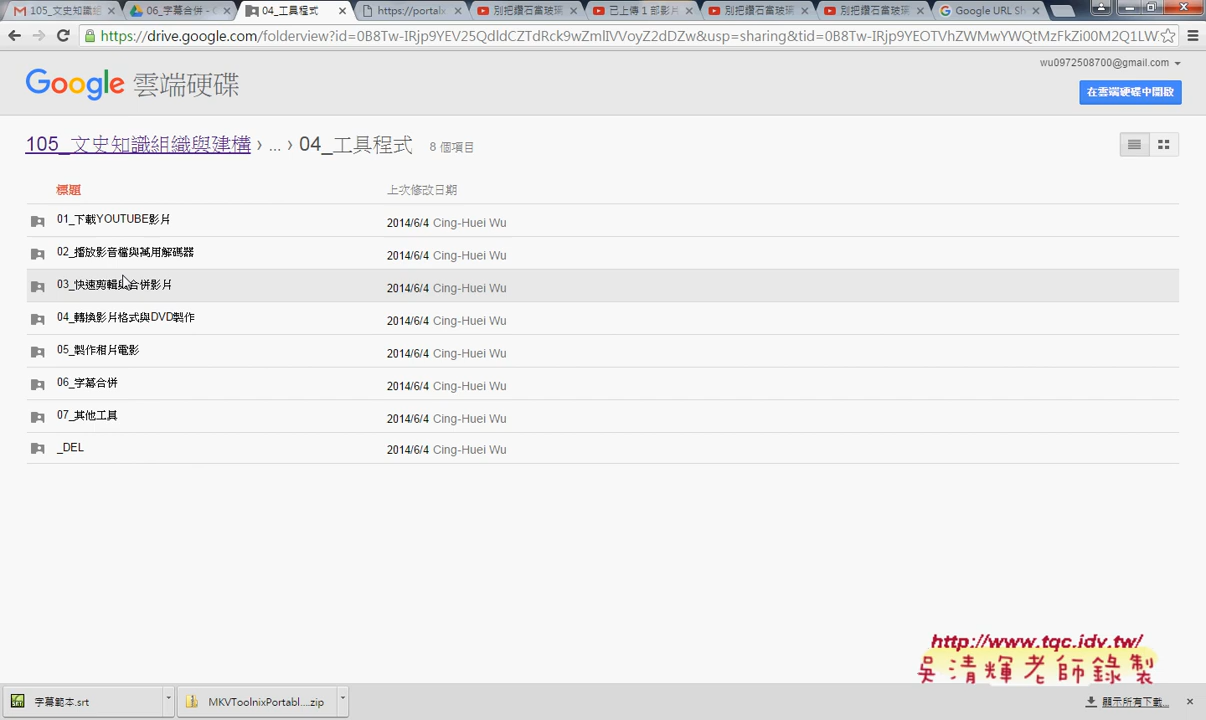 105_文史知識組
06_字幕合併 - G
04_工具程式
https://portalx
別把鑽石當玻璃
已上傳 1 部影片
別把鑽石當玻璃
別把鑽石當玻璃
Google URL Sh
https://drive.google.com/folderview?id=0B8Tw-IRjp9YEV25QdldCZTdRck9wZmlIVVoyZ2dDZw&usp=sharing&tid=0B8Tw-IRjp9YEOTVhZWMwYWQtMzFkZi00M2Q1LW
wu0972508700@gmail.com
Google 雲端硬碟
在雲端硬碟中開啟
105_文史知識組織與建構 › ... › 04_工具程式 8 個項目
標題 上次修改日期
01_下載YOUTUBE影片 2014/6/4 Cing-Huei Wu
02_播放影音檔與萬用解碼器 2014/6/4 Cing-Huei Wu
03_快速剪輯與合併影片 2014/6/4 Cing-Huei Wu
04_轉換影片格式與DVD製作 2014/6/4 Cing-Huei Wu
05_製作相片電影 2014/6/4 Cing-Huei Wu
06_字幕合併 2014/6/4 Cing-Huei Wu
07_其他工具 2014/6/4 Cing-Huei Wu
_DEL 2014/6/4 Cing-Huei Wu
http://www.tqc.idv.tw/
吳清輝老師錄製
字幕範本.srt
MKVToolnixPortabl....zip
顯示所有下載...